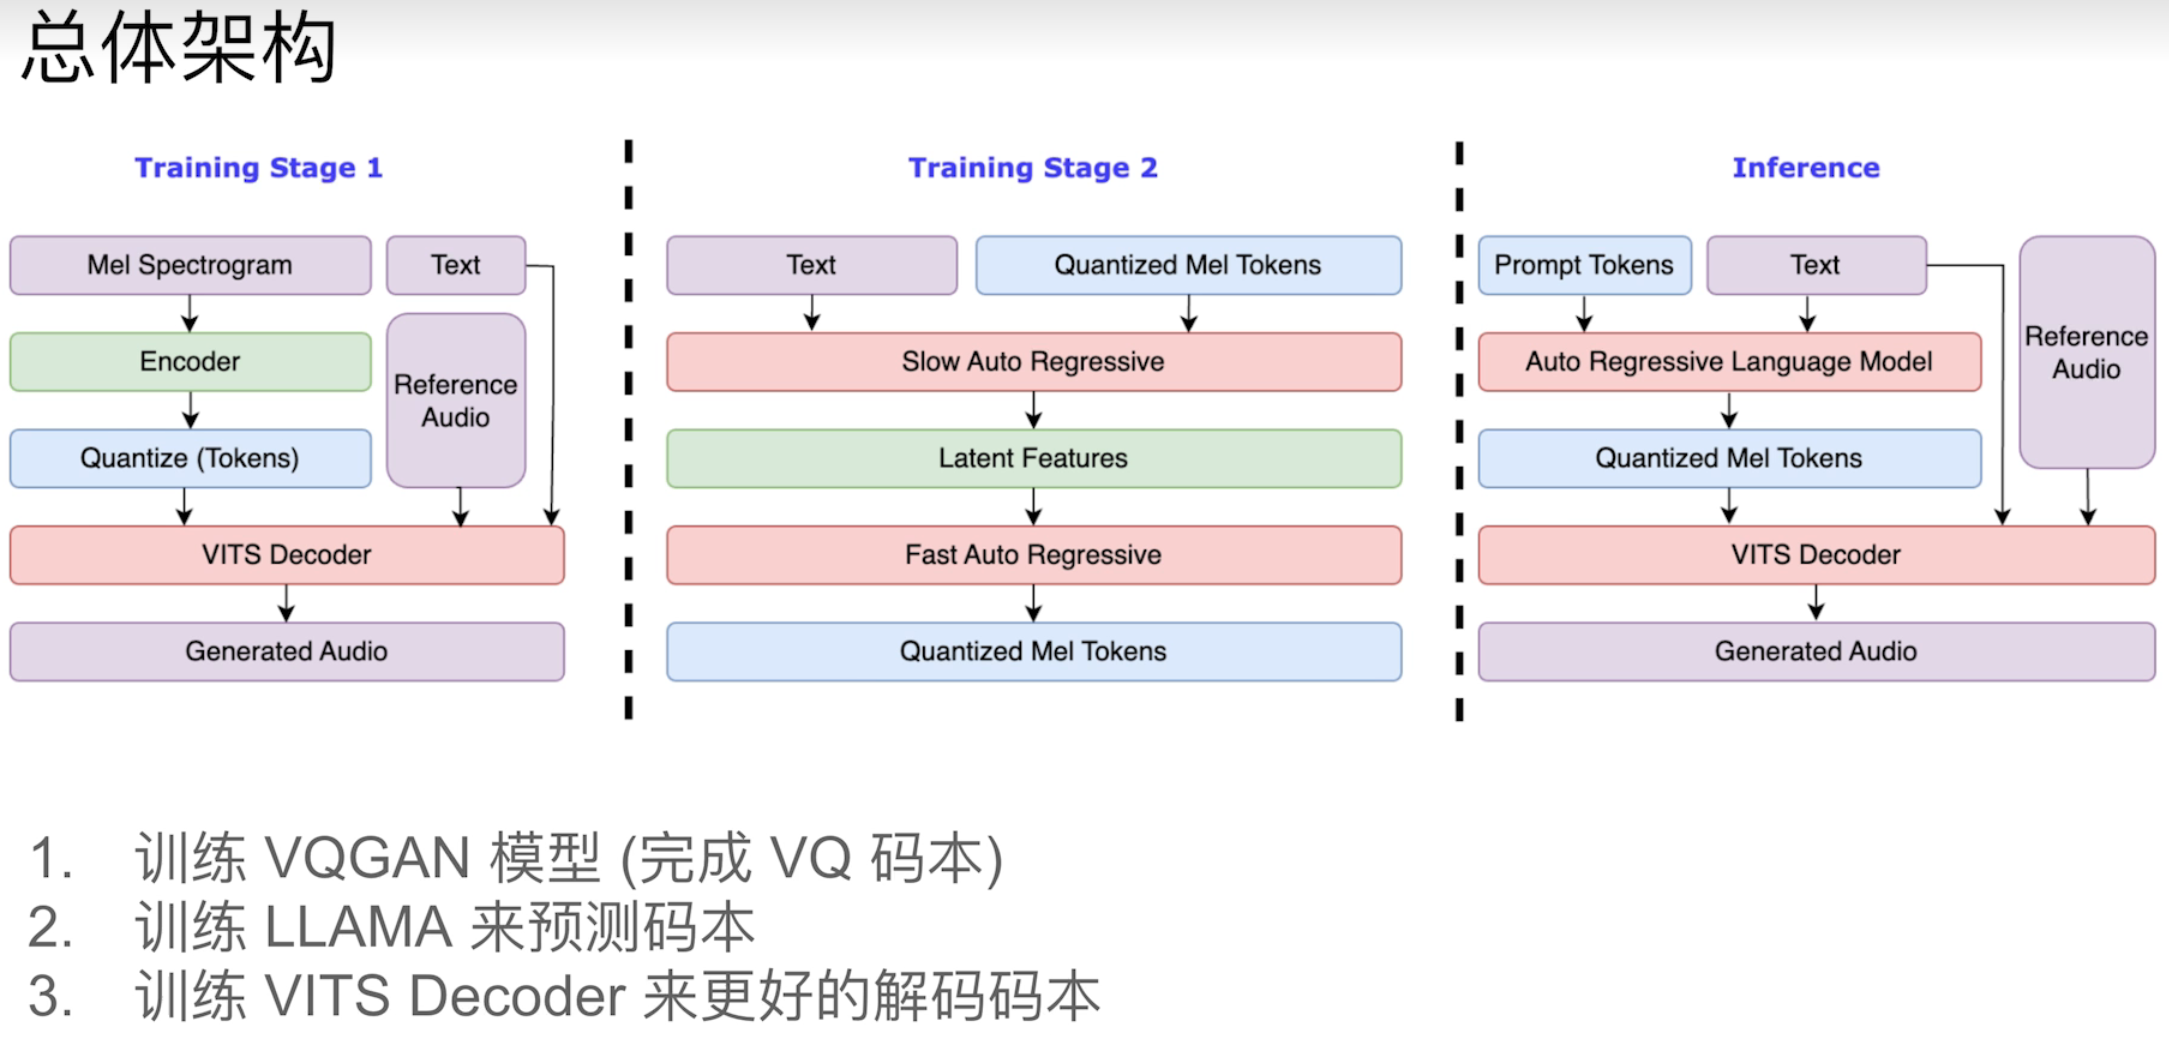 总体架构
Training Stage 1
Mel Spectrogram
Text
Encoder
Reference
Audio
Quantize (Tokens)
VITS Decoder
Generated Audio
Training Stage 2
Text
Quantized Mel Tokens
Slow Auto Regressive
Latent Features
Fast Auto Regressive
Quantized Mel Tokens
Inference
Prompt Tokens
Text
Reference
Audio
Auto Regressive Language Model
Quantized Mel Tokens
VITS Decoder
Generated Audio
1. 训练 VQGAN 模型 (完成 VQ 码本)
2. 训练 LLAMA 来预测码本
3. 训练 VITS Decoder 来更好的解码码本